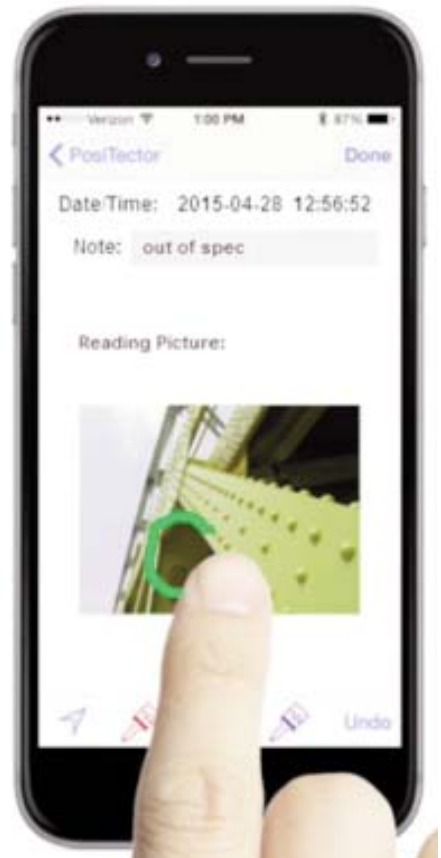 Verizon 1:00 PM 87%
PosiTector Done
Date/Time: 2015-04-28 12:56:52
Note: out of spec
Reading Picture:
Undo